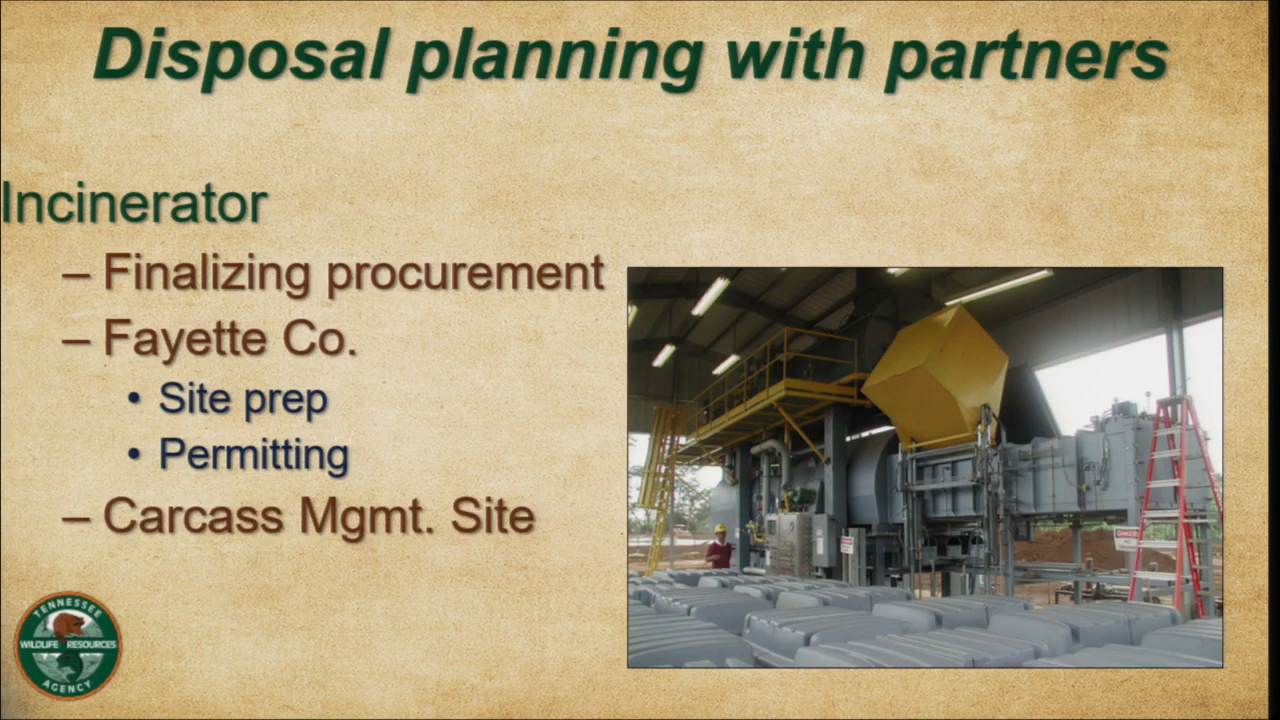 Disposal planning with partners
Incinerator
– Finalizing procurement
– Fayette Co.
• Site prep
• Permitting
– Carcass Mgmt. Site
TENNESSEE
WILDLIFE RESOURCES
AGENCY